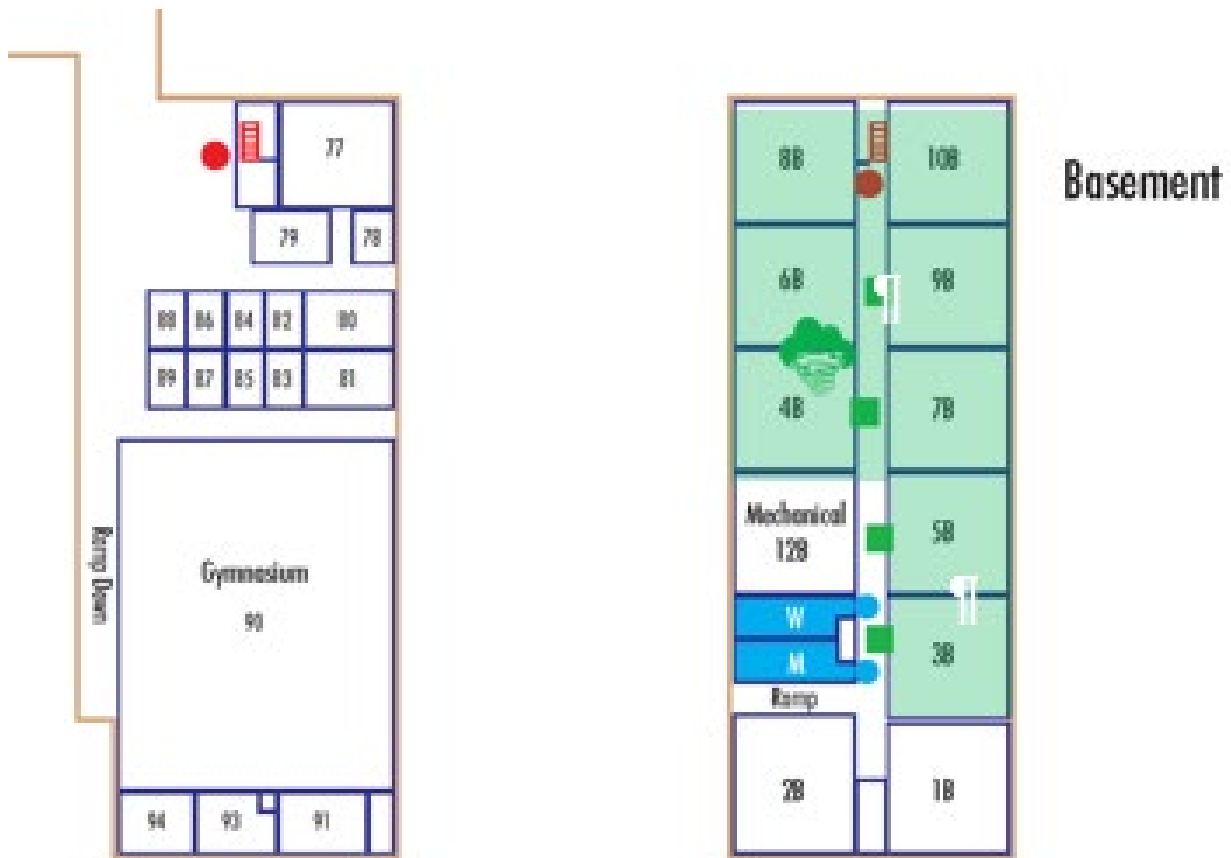 77
79 78
88 86 84 82 80
89 87 85 83 81
Ramp Down
Gymnasium
90
94 93 91
Basement
8B 10B
6B 9B
4B 7B
Mechanical
12B
5B
W
M
3B
Ramp
2B 1B